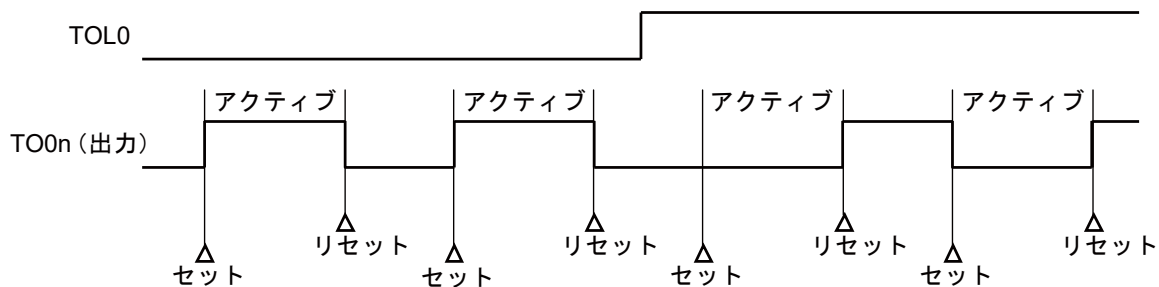 TOL0
アクティブ アクティブ アクティブ アクティブ
TO0n（出力）
リセット リセット リセット リセット
セット セット セット セット